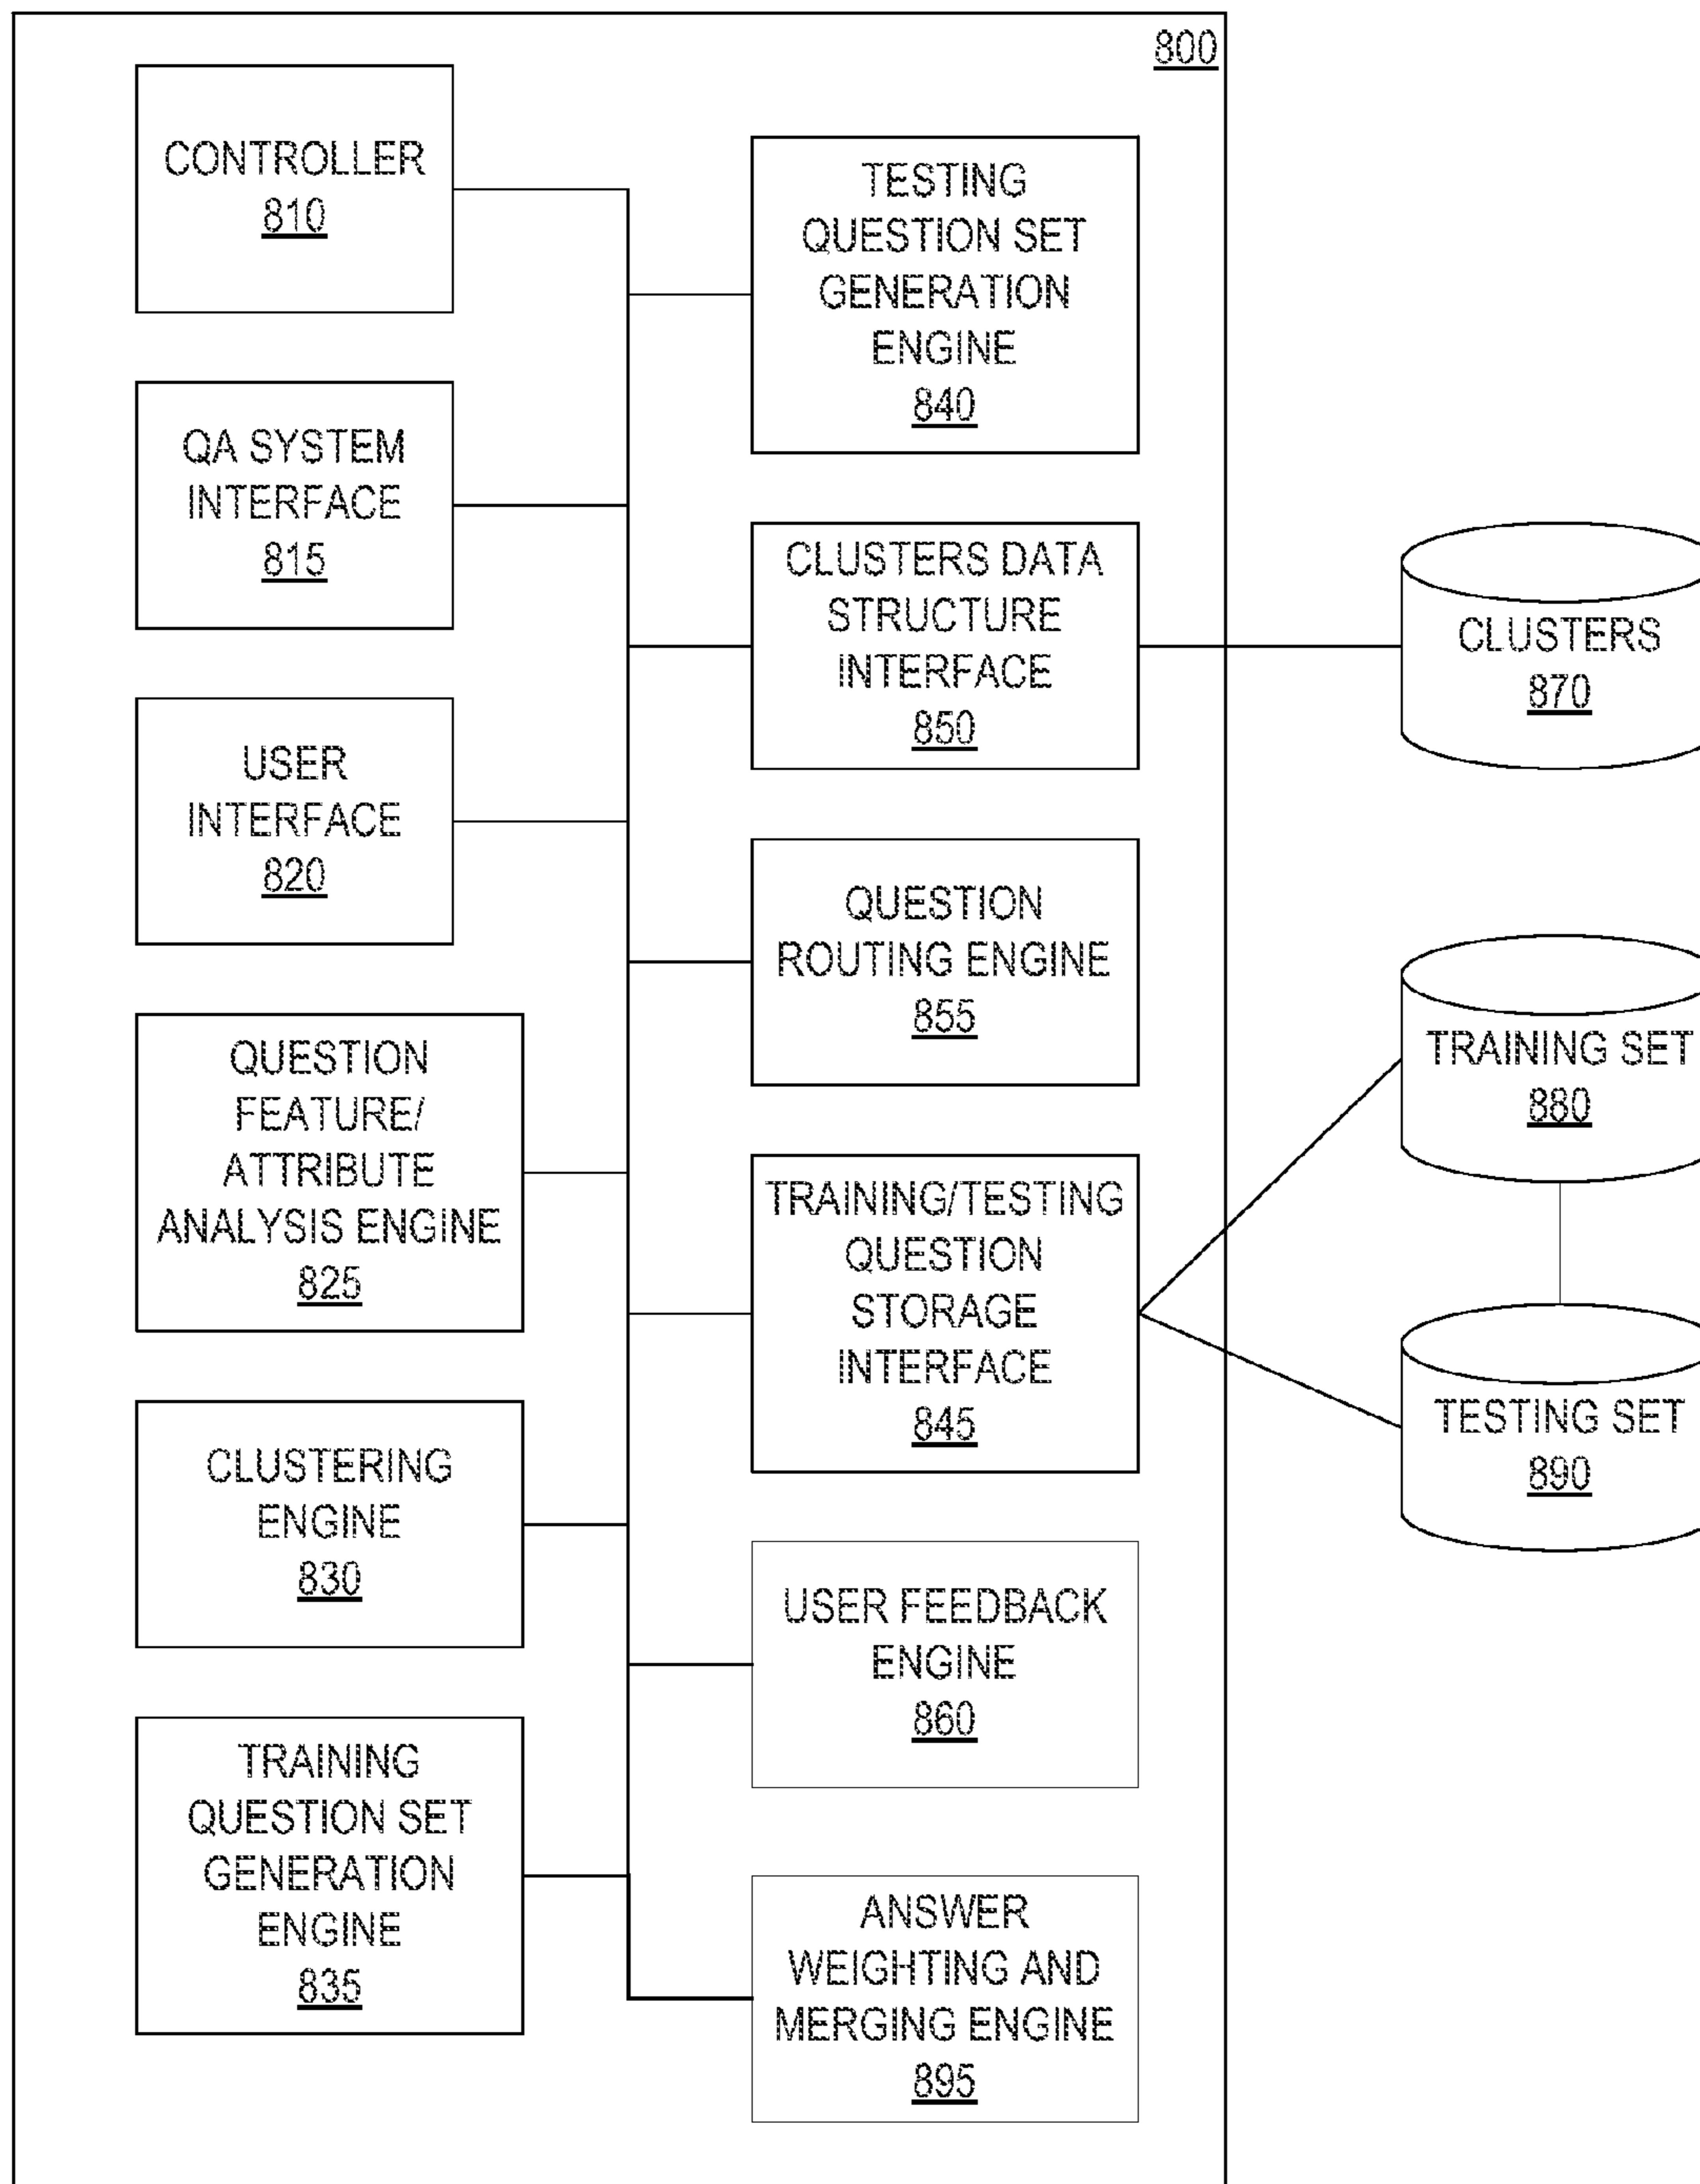 800
CONTROLLER
810
QA SYSTEM
INTERFACE
815
USER
INTERFACE
820
QUESTION
FEATURE/
ATTRIBUTE
ANALYSIS ENGINE
825
CLUSTERING
ENGINE
830
TRAINING
QUESTION SET
GENERATION
ENGINE
835
TESTING
QUESTION SET
GENERATION
ENGINE
840
CLUSTERS DATA
STRUCTURE
INTERFACE
850
QUESTION
ROUTING ENGINE
855
TRAINING/TESTING
QUESTION
STORAGE
INTERFACE
845
USER FEEDBACK
ENGINE
860
ANSWER
WEIGHTING AND
MERGING ENGINE
895
CLUSTERS
870
TRAINING SET
880
TESTING SET
890